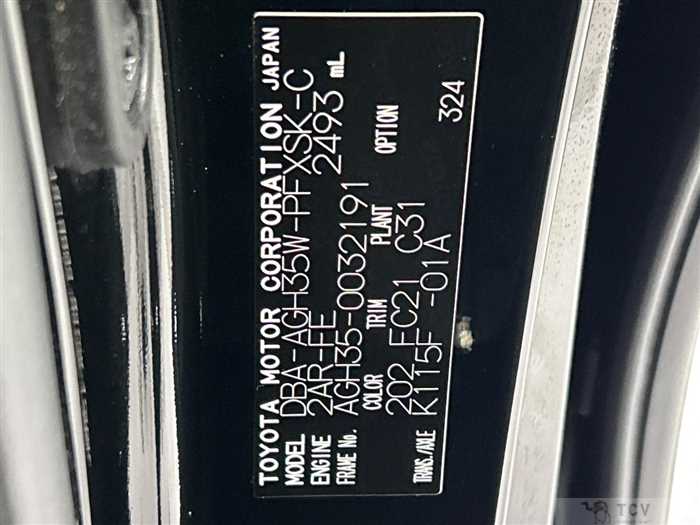 TOYOTA MOTOR CORPORATION JAPAN
MODEL DBA-AGH35W-PFXSK-C
ENGINE 2AR-FE 2493 mL
FRAME No. AGH35-0032191
COLOR TRIM PLANT OPTION
202 FC21 C31
TRANS./AXLE K115F -01A 324
TCV